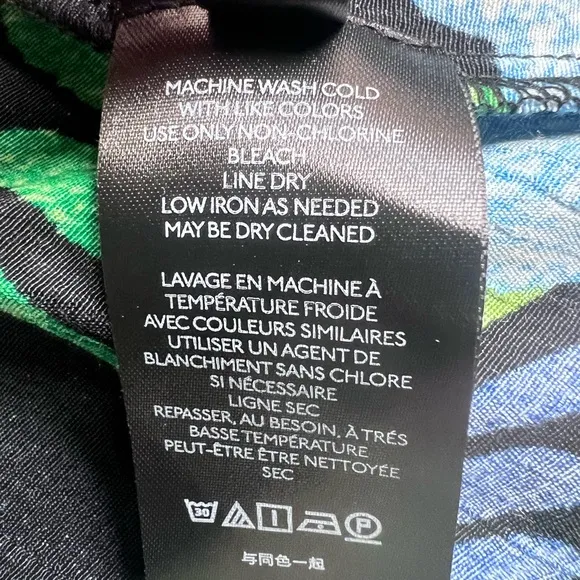 MACHINE WASH COLD
WITH LIKE COLORS
USE ONLY NON-CHLORINE
BLEACH
LINE DRY
LOW IRON AS NEEDED
MAY BE DRY CLEANED
LAVAGE EN MACHINE À
TEMPÉRATURE FROIDE
AVEC COULEURS SIMILAIRES
UTILISER UN AGENT DE
BLANCHIMENT SANS CHLORE
SI NÉCESSAIRE
LIGNE SEC
REPASSER, AU BESOIN, À TRÉS
BASSE TEMPÉRATURE
PEUT-ÊTRE ÊTRE NETTOYÉE
SEC
30 P
与同色一起